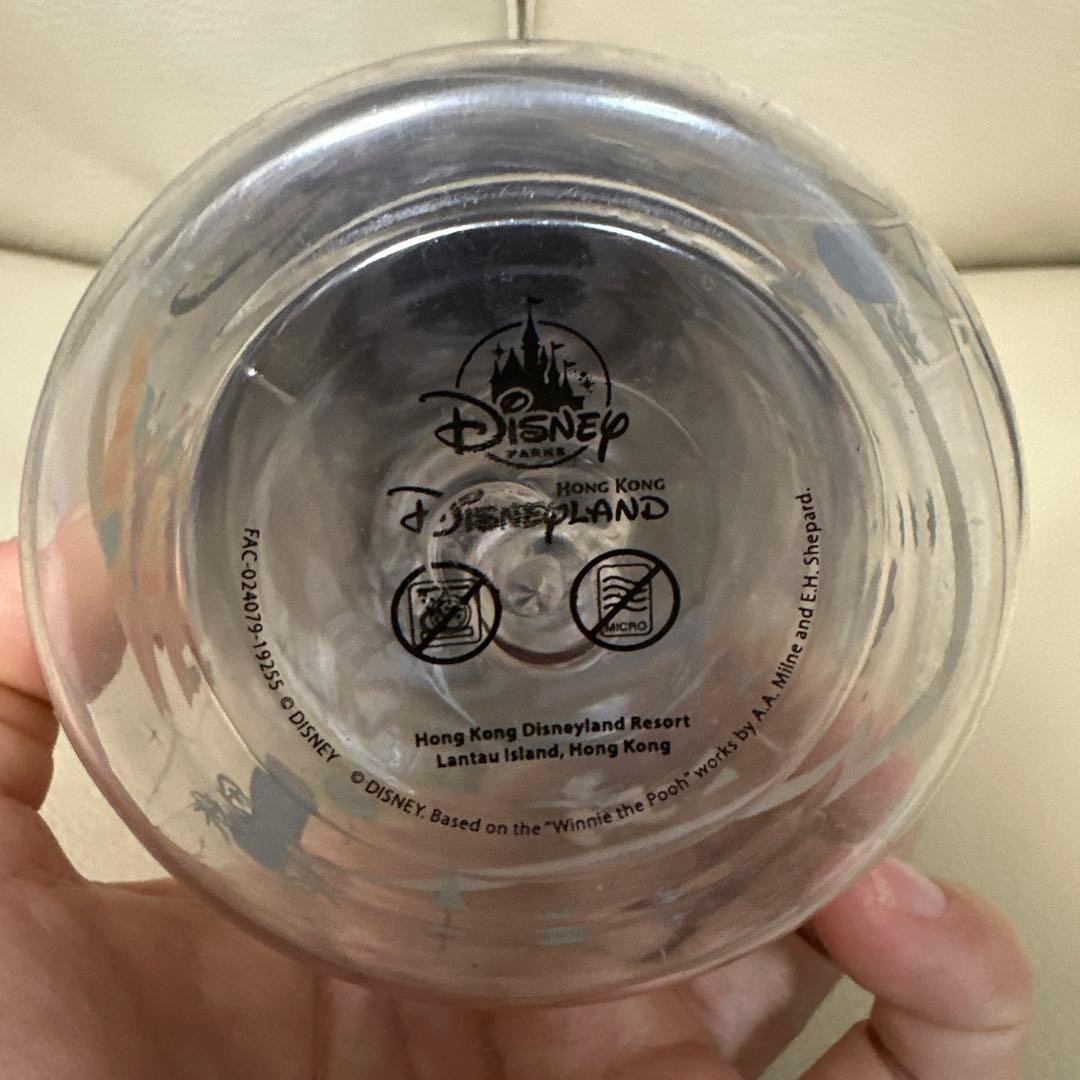 Disney
PARKS
HONG KONG
Disneyland
MICRO
Hong Kong Disneyland Resort
Lantau Island, Hong Kong
FAC-024079-19255 © DISNEY
© DISNEY. Based on the "Winnie the Pooh" works by A.A. Milne and E.H. Shepard.